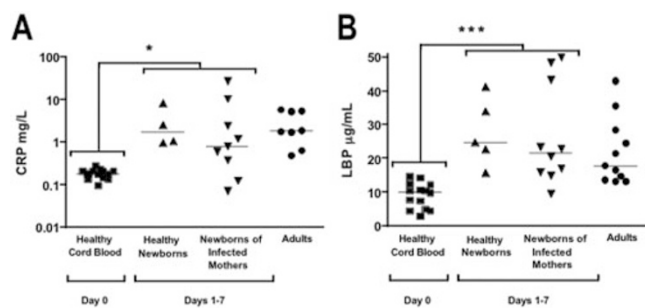 A
*
CRP mg/L
100
10
1
0.1
0.01
Healthy
Cord Blood
Healthy
Newborns
Newborns of
Infected
Mothers
Adults
Day 0
Days 1-7
B
***
LBP µg/mL
50
40
30
20
10
0
Healthy
Cord Blood
Healthy
Newborns
Newborns of
Infected
Mothers
Adults
Day 0
Days 1-7